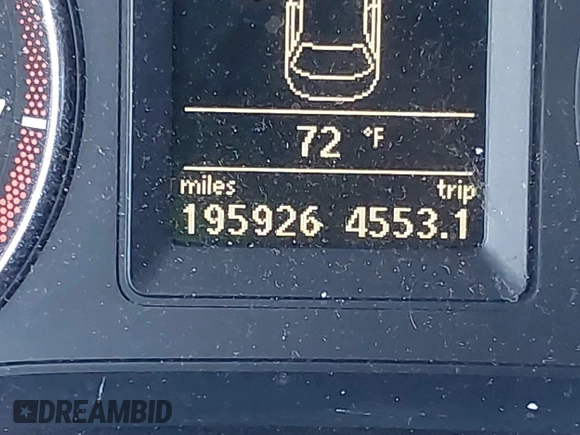 72 °F
miles trip
195926 4553.1
DREAMBID